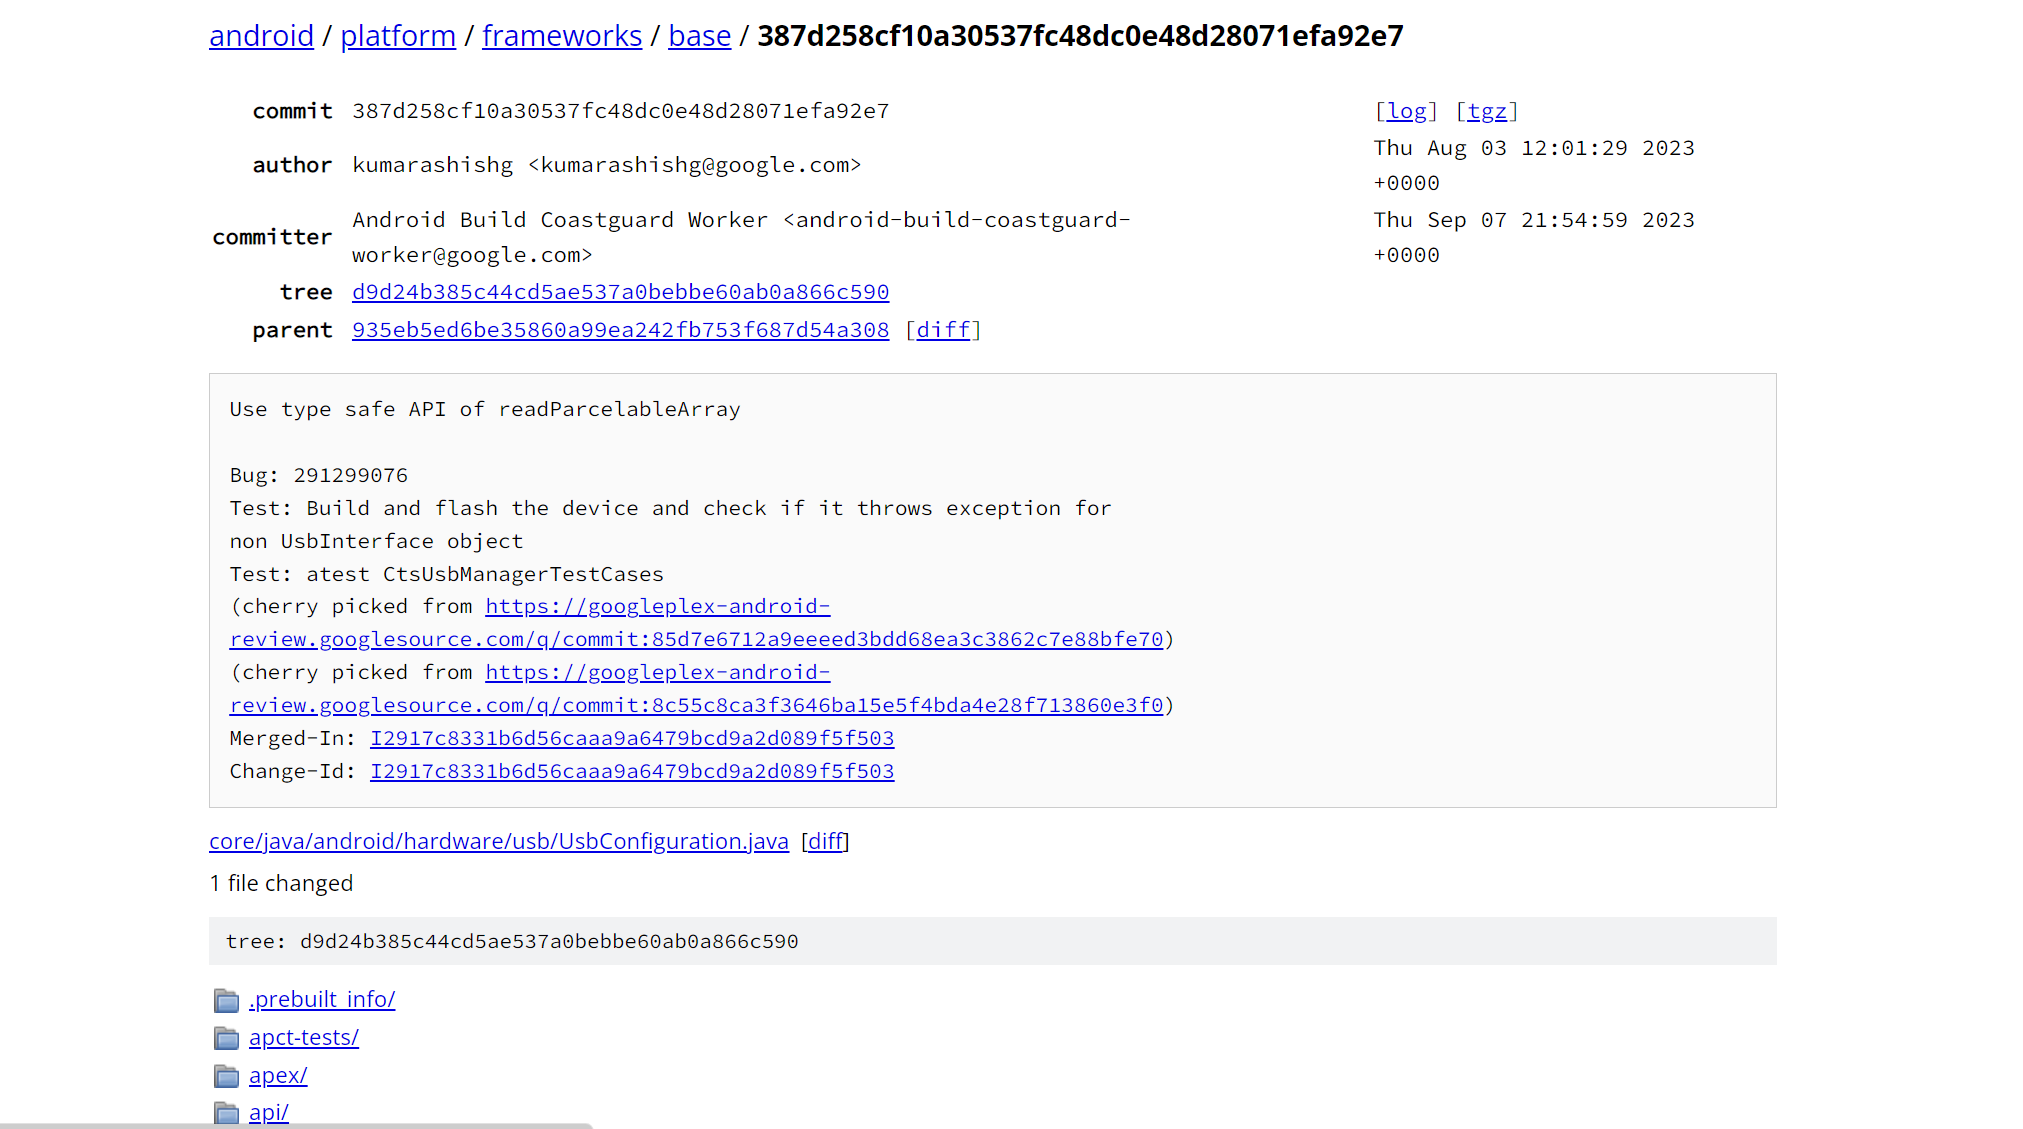 android / platform / frameworks / base / 387d258cf10a30537fc48dc0e48d28071efa92e7
commit 387d258cf10a30537fc48dc0e48d28071efa92e7 [log] [tgz]
author kumarashishg <kumarashishg@google.com> Thu Aug 03 12:01:29 2023
+0000
committer Android Build Coastguard Worker <android-build-coastguard- Thu Sep 07 21:54:59 2023
worker@google.com> +0000
tree d9d24b385c44cd5ae537a0bebbe60ab0a866c590
parent 935eb5ed6be35860a99ea242fb753f687d54a308 [diff]
Use type safe API of readParcelableArray
Bug: 291299076
Test: Build and flash the device and check if it throws exception for
non UsbInterface object
Test: atest CtsUsbManagerTestCases
(cherry picked from https://googleplex-android-
review.googlesource.com/q/commit:85d7e6712a9eeeed3bdd68ea3c3862c7e88bfe70)
(cherry picked from https://googleplex-android-
review.googlesource.com/q/commit:8c55c8ca3f3646ba15e5f4bda4e28f713860e3f0)
Merged-In: I2917c8331b6d56caaa9a6479bcd9a2d089f5f503
Change-Id: I2917c8331b6d56caaa9a6479bcd9a2d089f5f503
core/java/android/hardware/usb/UsbConfiguration.java [diff]
1 file changed
tree: d9d24b385c44cd5ae537a0bebbe60ab0a866c590
.prebuilt_info/
apct-tests/
apex/
api/